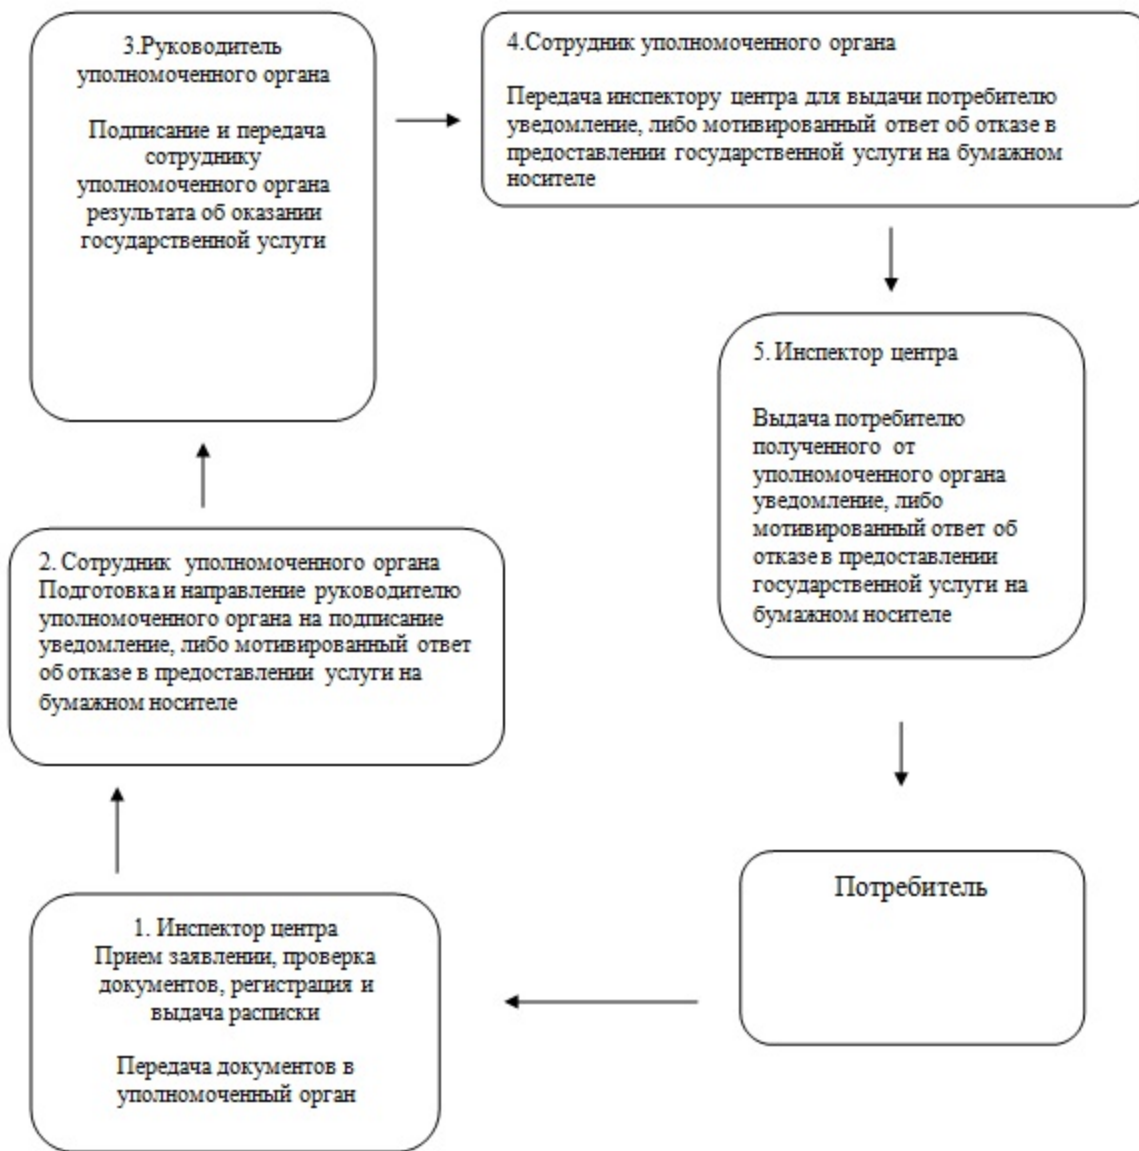 3.Руководитель
уполномоченного органа
Подписание и передача
сотруднику
уполномоченного органа
результата об оказании
государственной услуги
4.Сотрудник уполномоченного органа
Передача инспектору центра для выдачи потребителю
уведомление, либо мотивированный ответ об отказе в
предоставлении государственной услуги на бумажном
носителе
5. Инспектор центра
Выдача потребителю
полученного от
уполномоченного органа
уведомление, либо
мотивированный ответ об
отказе в предоставлении
государственной услуги на
бумажном носителе
2. Сотрудник уполномоченного органа
Подготовка и направление руководителю
уполномоченного органа на подписание
уведомление, либо мотивированный ответ
об отказе в предоставлении услуги на
бумажном носителе
Потребитель
1. Инспектор центра
Прием заявлении, проверка
документов, регистрация и
выдача расписки
Передача документов в
уполномоченный орган